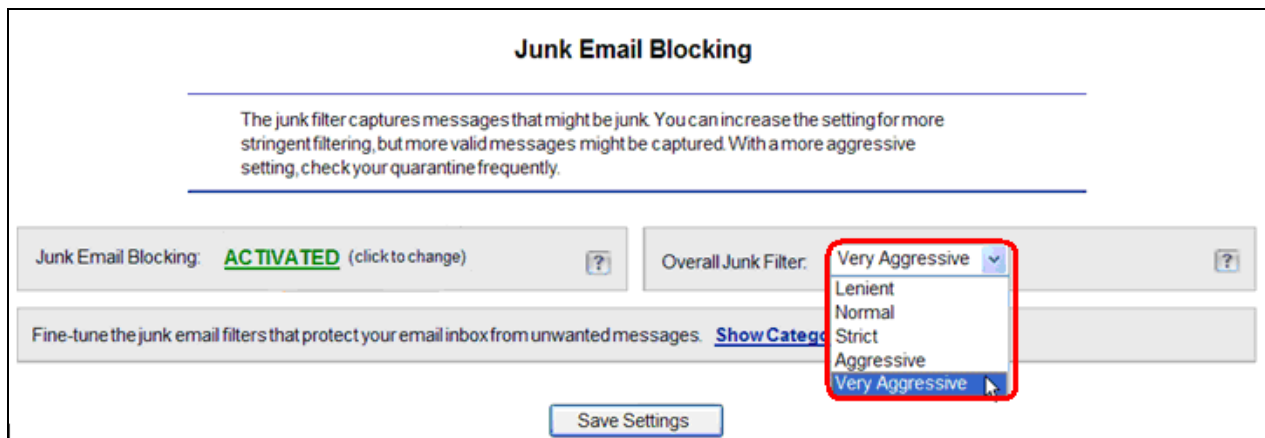 Junk Email Blocking
The junk filter captures messages that might be junk. You can increase the setting for more
stringent filtering, but more valid messages might be captured. With a more aggressive
setting, check your quarantine frequently.
Junk Email Blocking: ACTIVATED (click to change) ?
Overall Junk Filter: Very Aggressive ?
Lenient
Normal
Strict
Aggressive
Very Aggressive
Fine-tune the junk email filters that protect your email inbox from unwanted messages. Show Catego
Save Settings